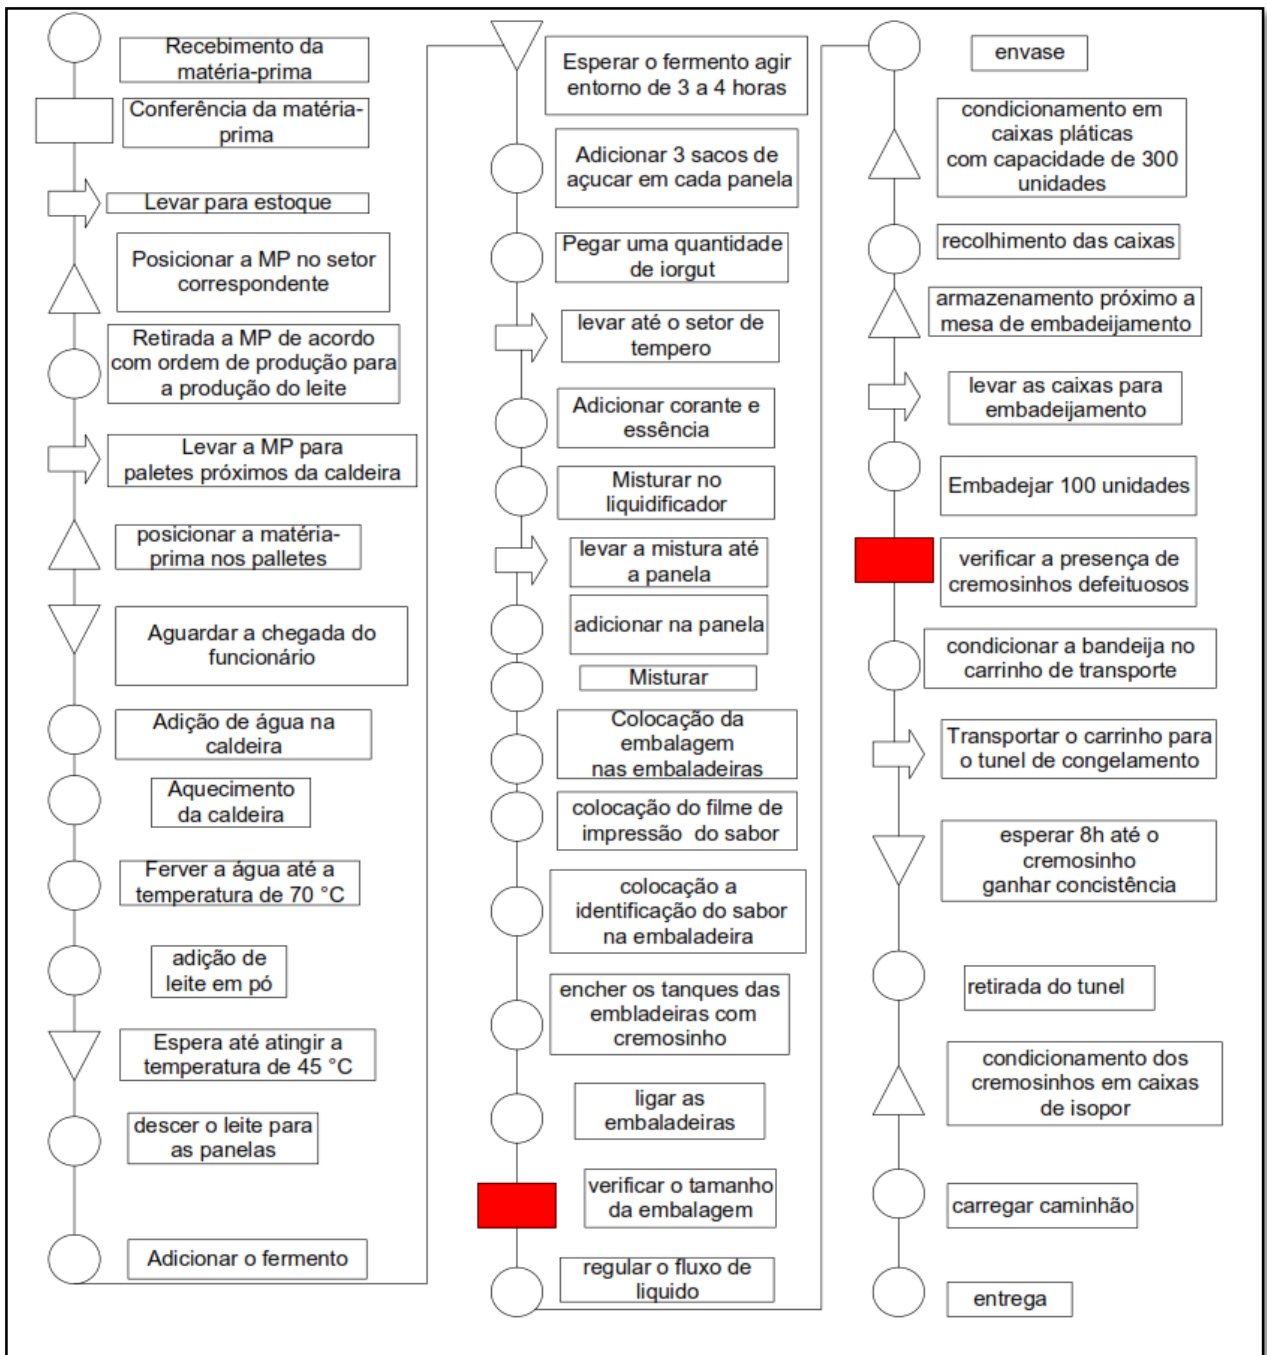 Recebimento da
matéria-prima
Conferência da matéria-
prima
Levar para estoque
Posicionar a MP no setor
correspondente
Retirada a MP de acordo
com ordem de produção para
a produção do leite
Levar a MP para
paletes próximos da caldeira
posicionar a matéria-
prima nos palletes
Aguardar a chegada do
funcionário
Adição de água na
caldeira
Aquecimento
da caldeira
Ferver a água até a
temperatura de 70 °C
adição de
leite em pó
Espera até atingir a
temperatura de 45 °C
descer o leite para
as panelas
Adicionar o fermento
Esperar o fermento agir
entorno de 3 a 4 horas
Adicionar 3 sacos de
açucar em cada panela
Pegar uma quantidade
de iorgut
levar até o setor de
tempero
Adicionar corante e
essência
Misturar no
liquidificador
levar a mistura até
a panela
adicionar na panela
Misturar
Colocação da
embalagem
nas embaladeiras
colocação do filme de
impressão do sabor
colocação a
identificação do sabor
na embaladeira
encher os tanques das
embladeiras com
cremosinho
ligar as
embaladeiras
verificar o tamanho
da embalagem
regular o fluxo de
liquido
envase
condicionamento em
caixas pláticas
com capacidade de 300
unidades
recolhimento das caixas
armazenamento próximo a
mesa de embadeijamento
levar as caixas para
embadeijamento
Embadejar 100 unidades
verificar a presença de
cremosinhos defeituosos
condicionar a bandeija no
carrinho de transporte
Transportar o carrinho para
o tunel de congelamento
esperar 8h até o
cremosinho
ganhar concistência
retirada do tunel
condicionamento dos
cremosinhos em caixas
de isopor
carregar caminhão
entrega